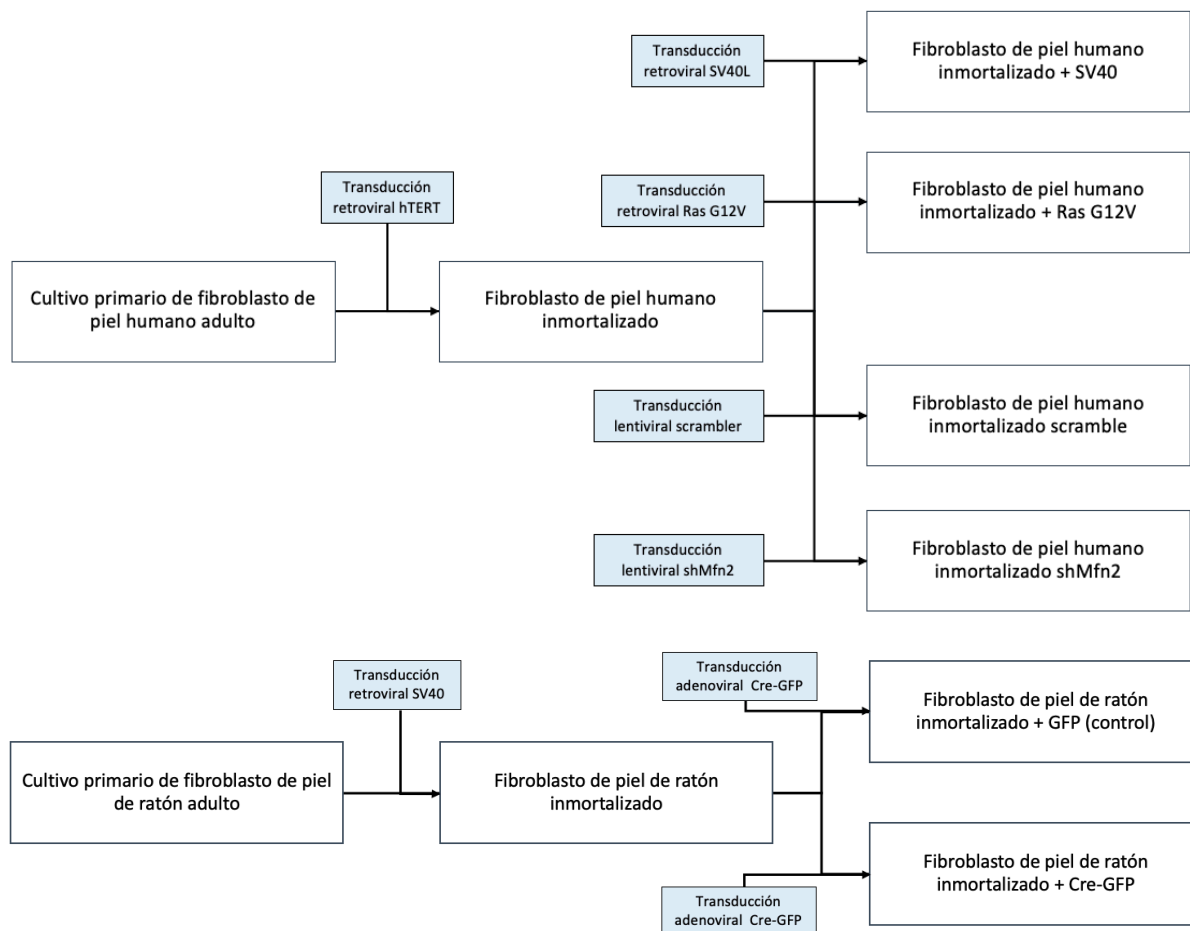 Transducción
retroviral SV40L
Fibroblasto de piel humano
inmortalizado + SV40
Transducción
retroviral hTERT
Transducción
retroviral Ras G12V
Fibroblasto de piel humano
inmortalizado + Ras G12V
Cultivo primario de fibroblasto de
piel humano adulto
Fibroblasto de piel humano
inmortalizado
Transducción
lentiviral scrambler
Fibroblasto de piel humano
inmortalizado scramble
Transducción
lentiviral shMfn2
Fibroblasto de piel humano
inmortalizado shMfn2
Transducción
retroviral SV40
Transducción
adenoviral Cre-GFP
Fibroblasto de piel de ratón
inmortalizado + GFP (control)
Cultivo primario de fibroblasto de piel
de ratón adulto
Fibroblasto de piel de ratón
inmortalizado
Fibroblasto de piel de ratón
inmortalizado + Cre-GFP
Transducción
adenoviral Cre-GFP